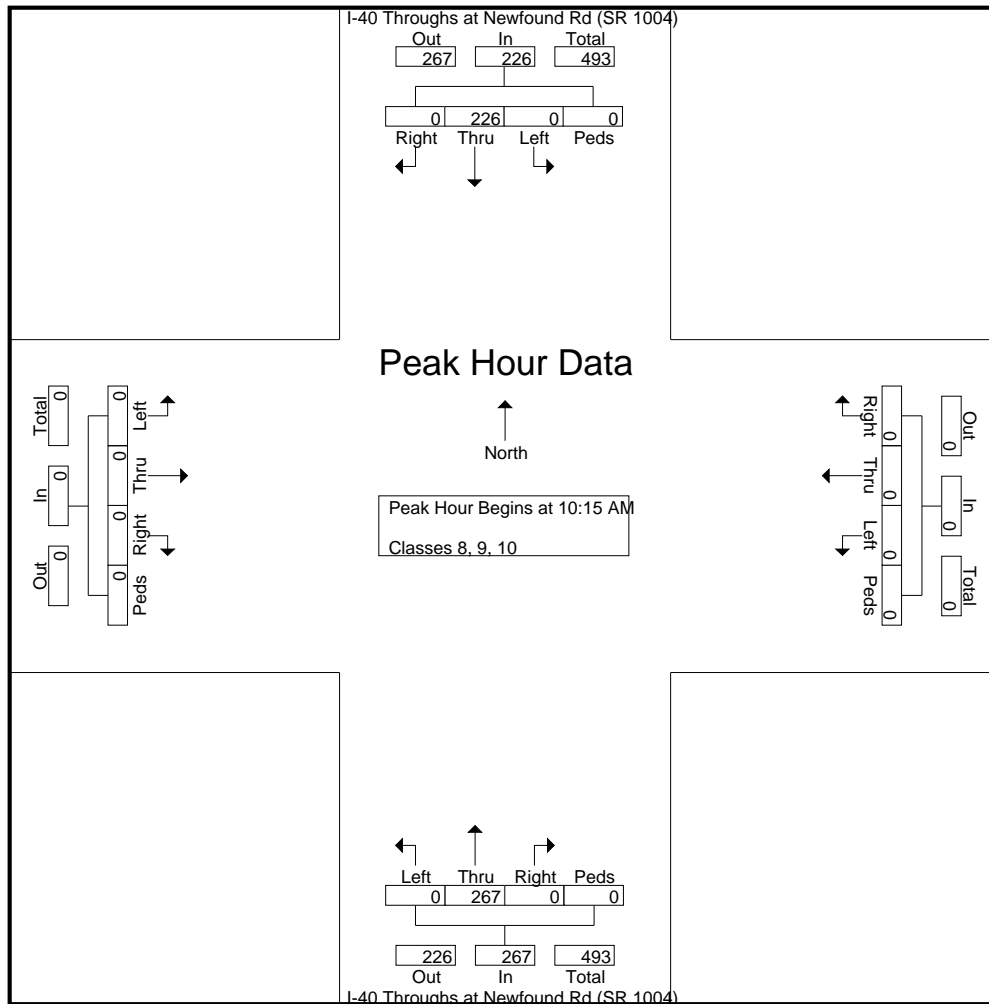 I-40 Throughs at Newfound Rd (SR 1004)
Out In Total
267 226 493
0 226 0 0
Right Thru Left Peds
Peak Hour Data
North
Peak Hour Begins at 10:15 AM
Classes 8, 9, 10
Total In Out
0 0 0
0 0 0 0
Left Thru Right Peds
Right Thru Left Peds
0 0 0 0
Out In Total
0 0 0
Left Thru Right Peds
0 267 0 0
226 267 493
Out In Total
I-40 Throughs at Newfound Rd (SR 1004)